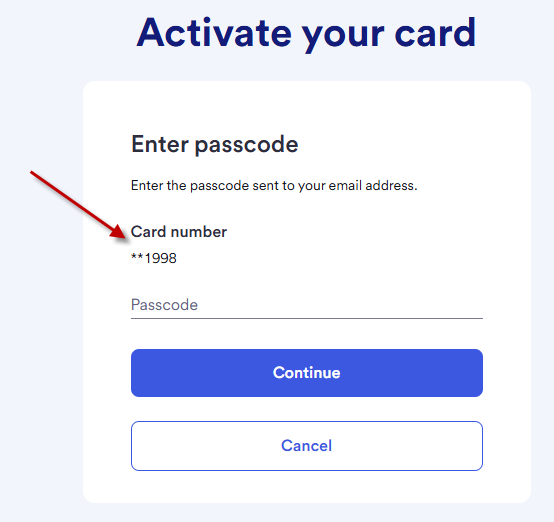 Activate your card
Enter passcode
Enter the passcode sent to your email address.
Card number
**1998
Passcode
Continue
Cancel